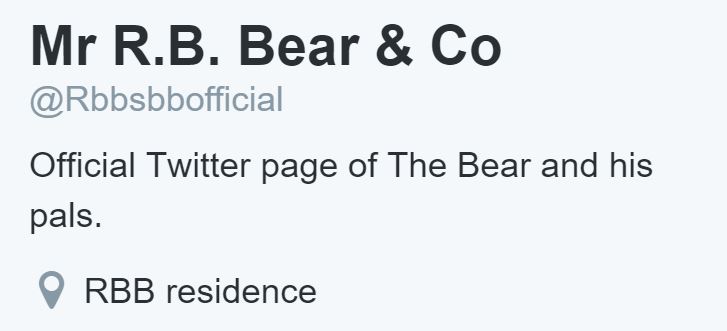 Mr R.B. Bear & Co
@Rbbsbbofficial
Official Twitter page of The Bear and his
pals.
RBB residence